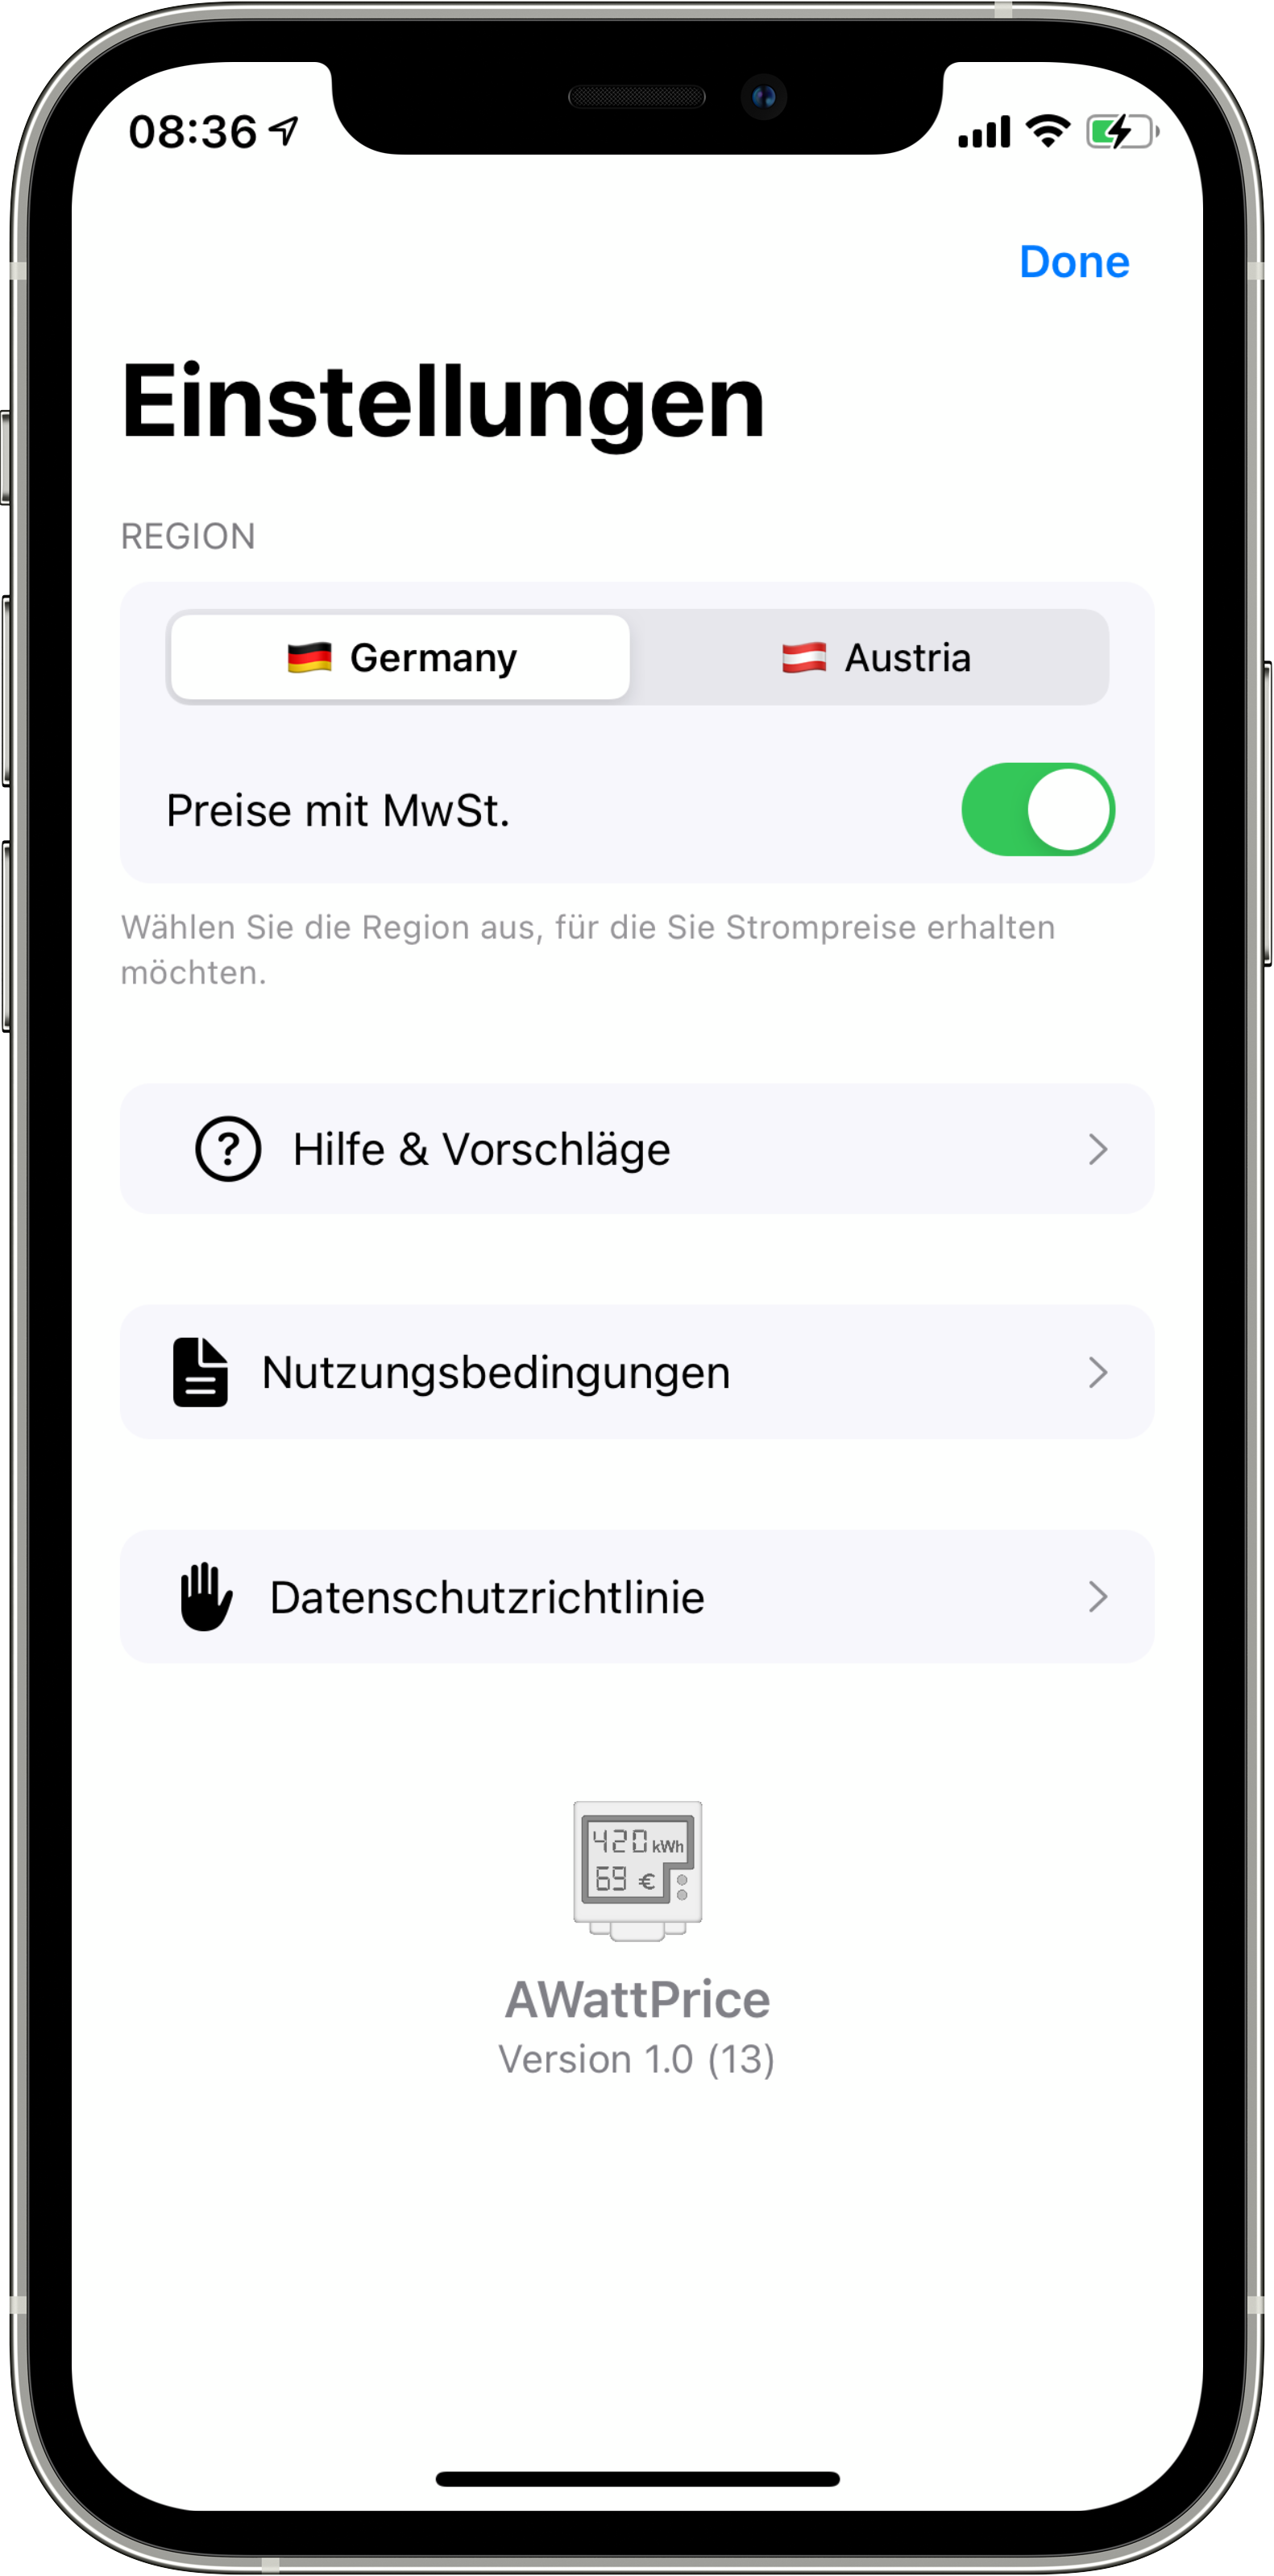 08:36
Done
Einstellungen
REGION
🇩🇪 Germany
🇦🇹 Austria
Preise mit MwSt.
Wählen Sie die Region aus, für die Sie Strompreise erhalten
möchten.
Hilfe & Vorschläge
Nutzungsbedingungen
Datenschutzrichtlinie
420 kWh
69 €
AWattPrice
Version 1.0 (13)